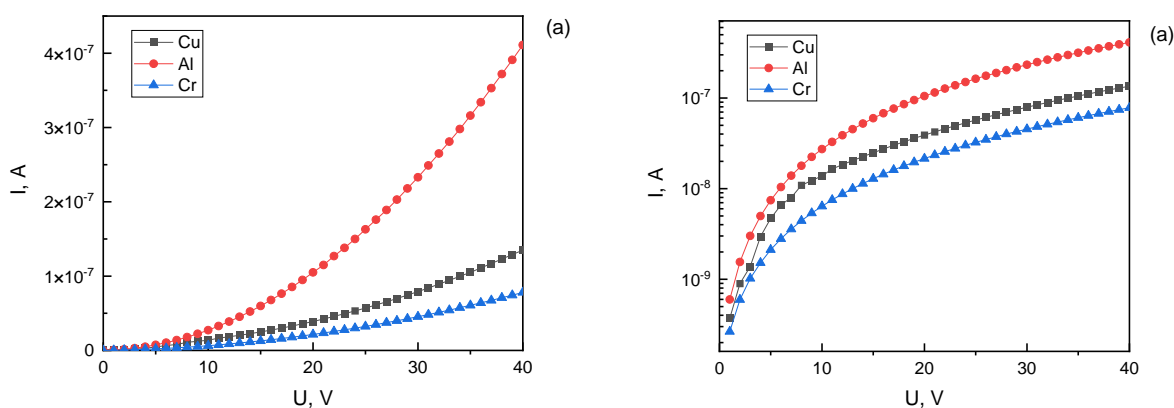 (a)
Cu
Al
Cr
4×10-7
3×10-7
2×10-7
1×10-7
0
0 10 20 30 40
I, A
U, V
(a)
Cu
Al
Cr
10-7
10-8
10-9
0 10 20 30 40
I, A
U, V